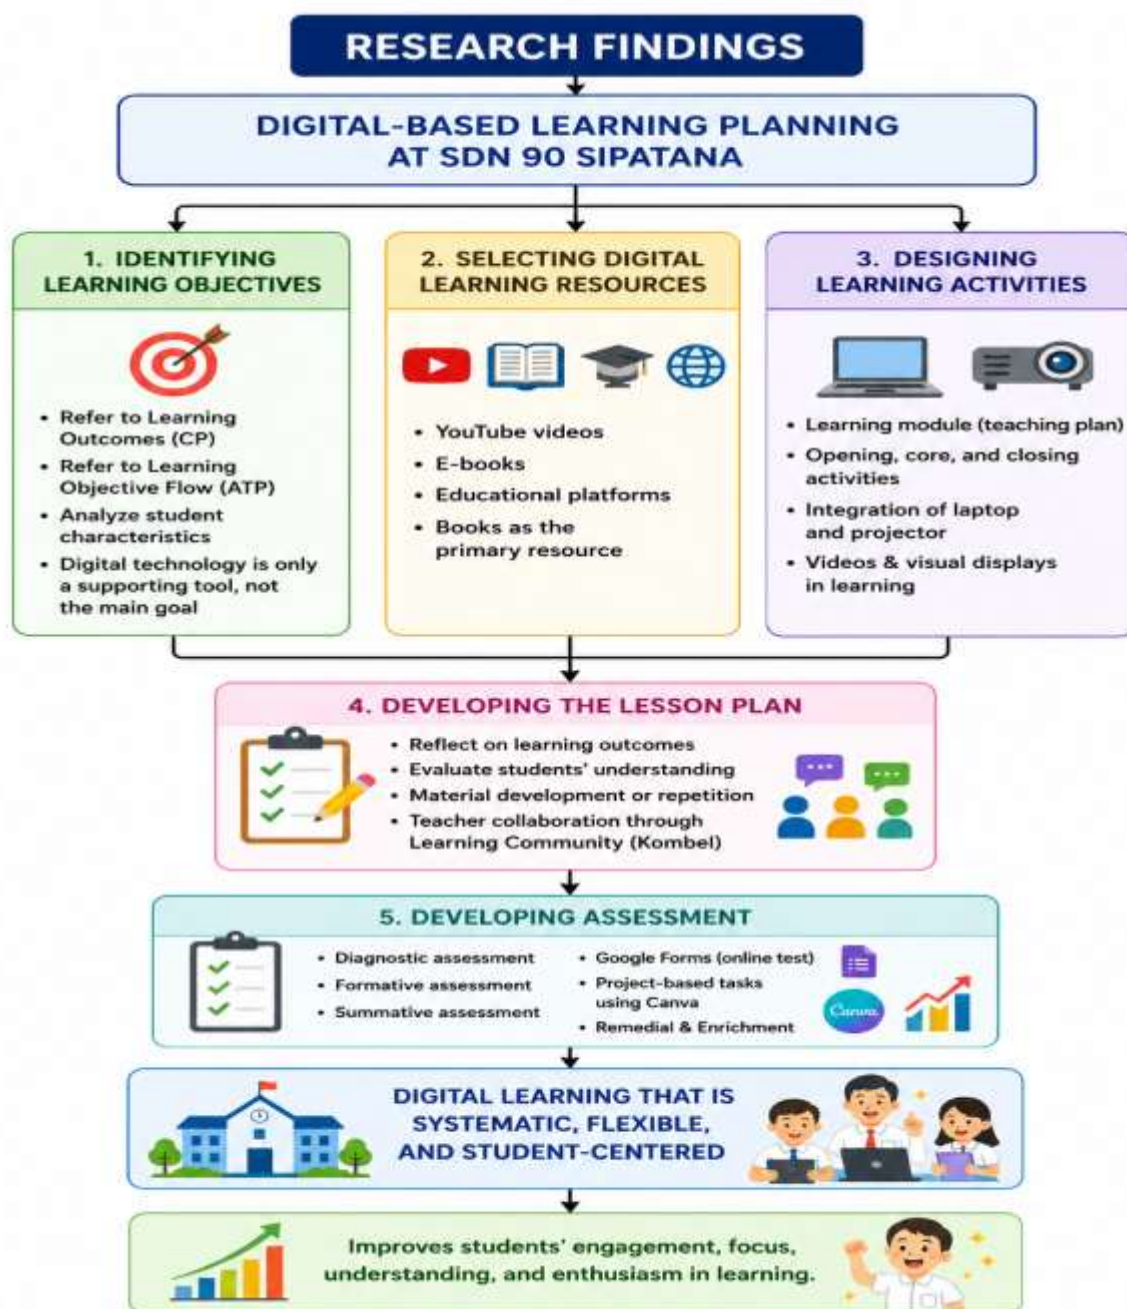 RESEARCH FINDINGS
DIGITAL-BASED LEARNING PLANNING
AT SDN 90 SIPATANA
1. IDENTIFYING
LEARNING OBJECTIVES
• Refer to Learning
Outcomes (CP)
• Refer to Learning
Objective Flow (ATP)
• Analyze student
characteristics
• Digital technology is only
a supporting tool, not
the main goal
2. SELECTING DIGITAL
LEARNING RESOURCES
• YouTube videos
• E-books
• Educational platforms
• Books as the
primary resource
3. DESIGNING
LEARNING ACTIVITIES
• Learning module (teaching plan)
• Opening, core, and closing
activities
• Integration of laptop
and projector
• Videos & visual displays
in learning
4. DEVELOPING THE LESSON PLAN
• Reflect on learning outcomes
• Evaluate students' understanding
• Material development or repetition
• Teacher collaboration through
Learning Community (Kombel)
5. DEVELOPING ASSESSMENT
• Diagnostic assessment
• Formative assessment
• Summative assessment
• Google Forms (online test)
• Project-based tasks
using Canva
• Remedial & Enrichment
Canva
DIGITAL LEARNING THAT IS
SYSTEMATIC, FLEXIBLE,
AND STUDENT-CENTERED
Improves students' engagement, focus,
understanding, and enthusiasm in learning.